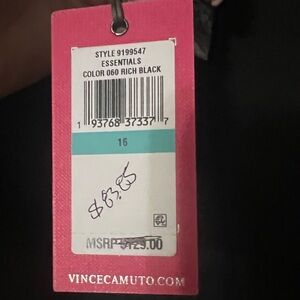 STYLE 9199547
ESSENTIALS
COLOR 060 RICH BLACK
1 93768 37337 7
16
$83.85
MSRP $129.00
VINCECAMUTO.COM